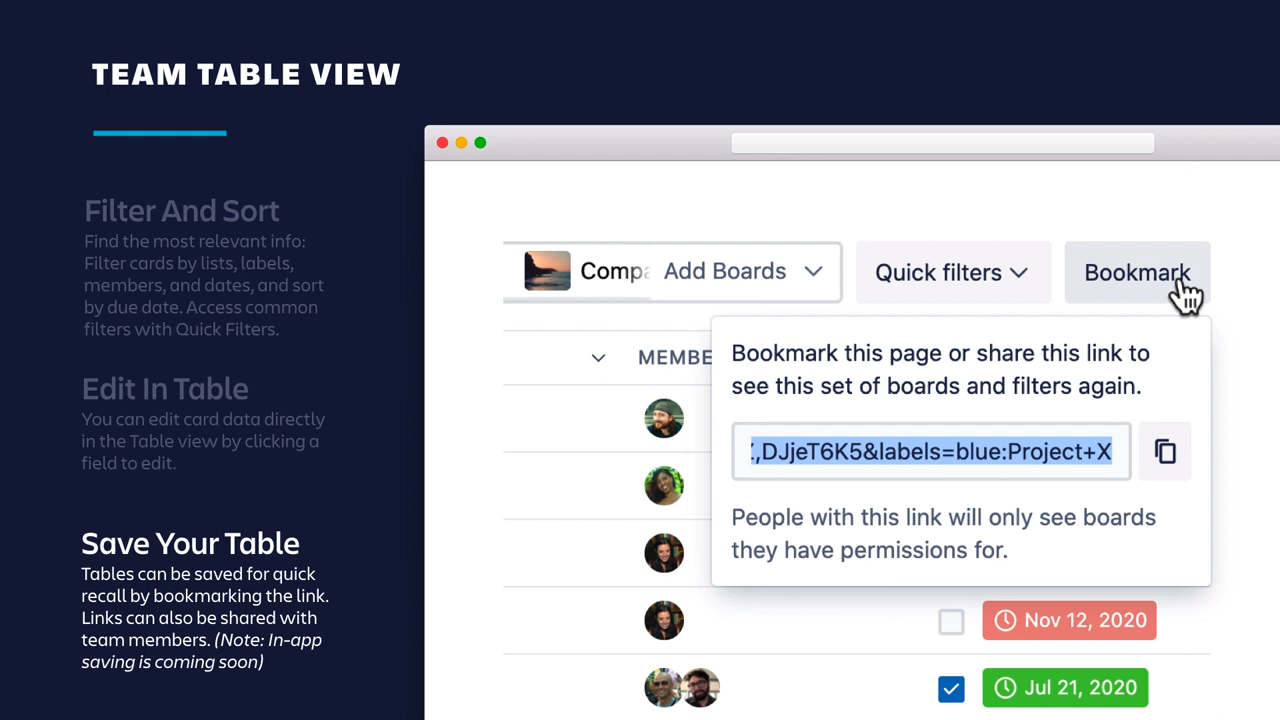 TEAM TABLE VIEW
Filter And Sort
Find the most relevant info:
Filter cards by lists, labels,
members, and dates, and sort
by due date. Access common
filters with Quick Filters.
Edit In Table
You can edit card data directly
in the Table view by clicking a
field to edit.
Save Your Table
Tables can be saved for quick
recall by bookmarking the link.
Links can also be shared with
team members. (Note: In-app
saving is coming soon)
Compa Add Boards Quick filters Bookmark
MEMBE
Bookmark this page or share this link to
see this set of boards and filters again.
,DJjeT6K5&labels=blue:Project+X
People with this link will only see boards
they have permissions for.
Nov 12, 2020
Jul 21, 2020